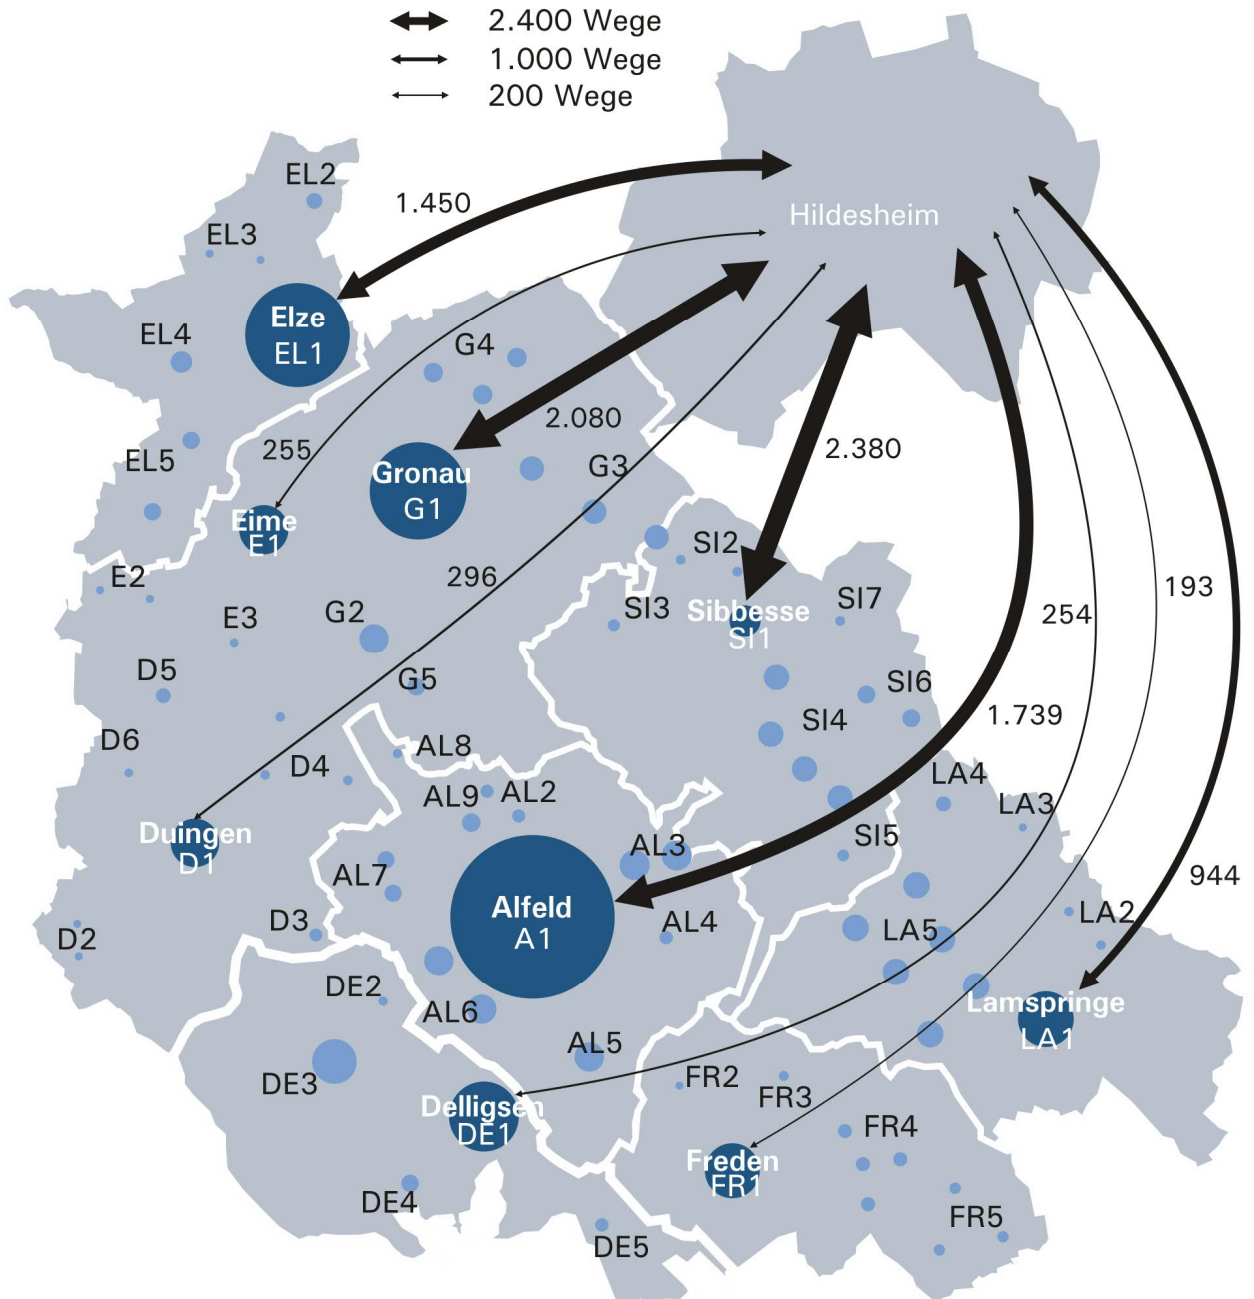 2.400 Wege
1.000 Wege
200 Wege
EL2
1.450
Hildesheim
EL3
Elze
EL1
EL4
G4
2.080
255
2.380
EL5
Gronau
G1
G3
Eime
E1
SI2
E2
296
193
SI7
SI3
Sibbesse
SI1
254
E3
G2
D5
G5
SI6
1.739
SI4
D6
AL8
D4
LA4
AL9
AL2
LA3
Duingen
D1
SI5
AL3
AL7
944
Alfeld
A1
LA2
D3
AL4
LA5
D2
DE2
Lamspringe
LA1
AL6
AL5
DE3
FR2
FR3
Delligsen
DE1
FR4
Freden
FR1
DE4
FR5
DE5